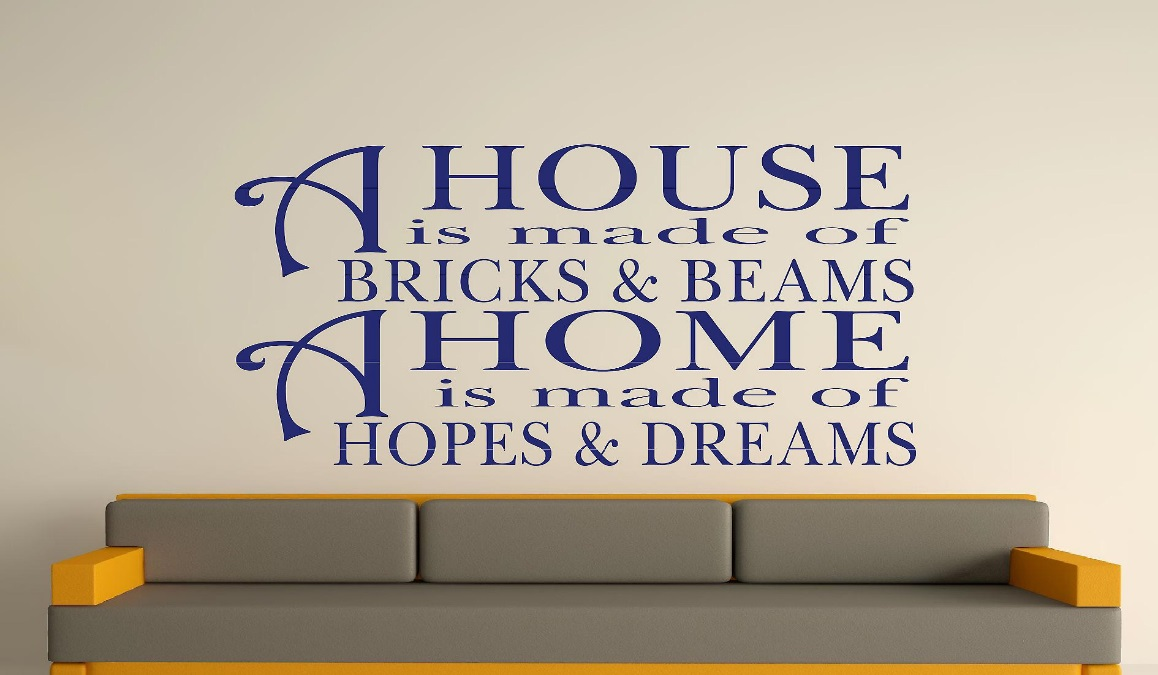 A HOUSE
is made of
BRICKS & BEAMS
A HOME
is made of
HOPES & DREAMS